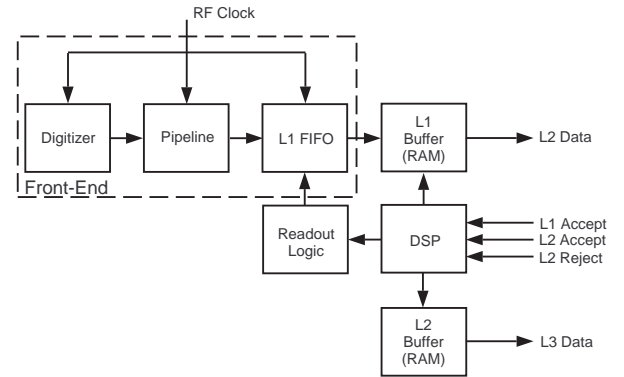 RF Clock
Digitizer
Pipeline
L1 FIFO
L1
Buffer
(RAM)
L2 Data
Front-End
Readout
Logic
DSP
L1 Accept
L2 Accept
L2 Reject
L2
Buffer
(RAM)
L3 Data